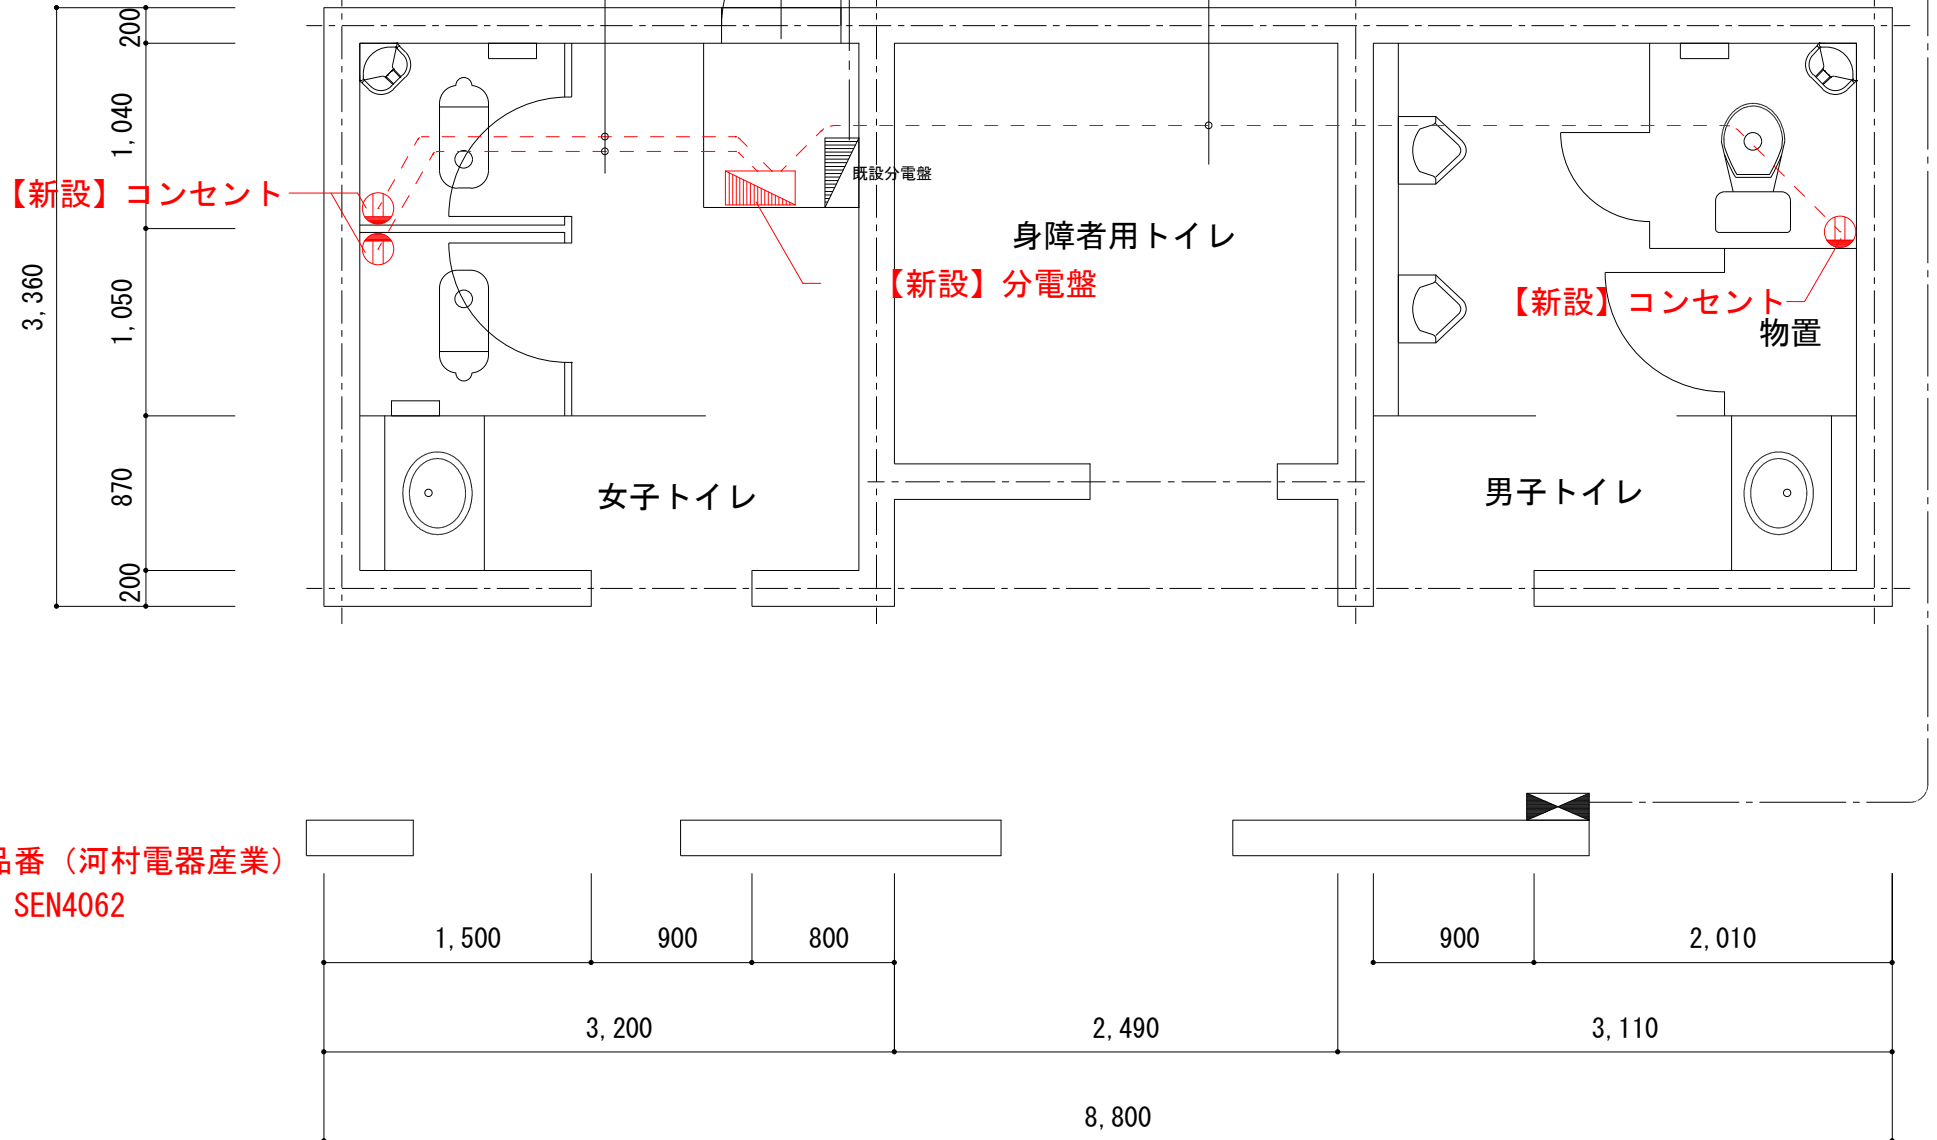 200
1,040
既設分電盤
【新設】コンセント
身障者用トイレ
3,360
1,050
【新設】分電盤
【新設】コンセント
物置
870
女子トイレ
男子トイレ
200
品番（河村電器産業）
SEN4062
1,500
900
800
900
2,010
3,200
2,490
3,110
8,800